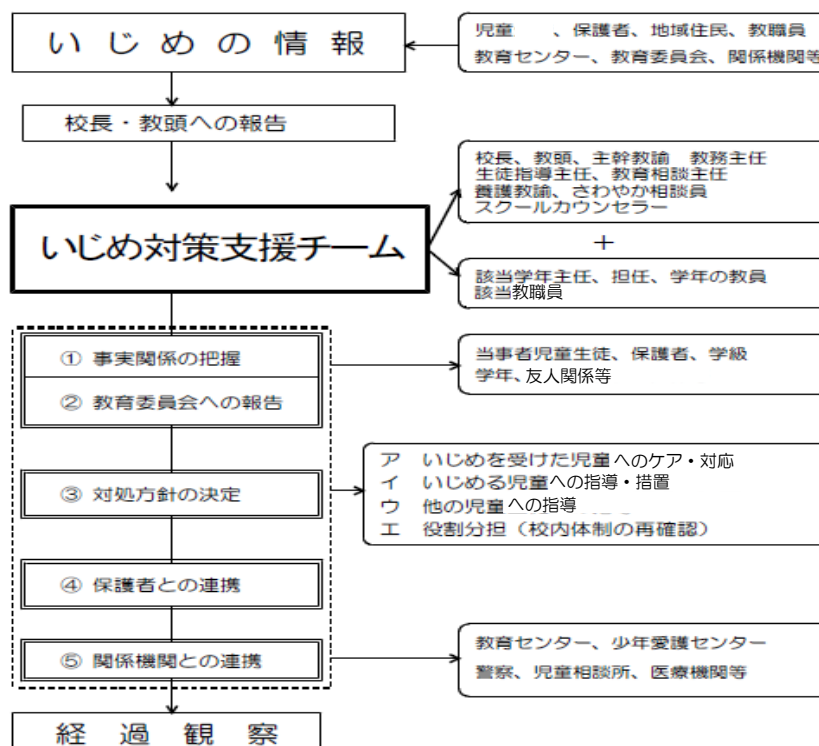 いじめの情報
児童　、保護者、地域住民、教職員
教育センター、教育委員会、関係機関等
校長・教頭への報告
校長、教頭、主幹教諭　教務主任
生徒指導主任、教育相談主任
養護教諭、さわやか相談員
スクールカウンセラー
+
いじめ対策支援チーム
該当学年主任、担任、学年の教員
該当教職員
① 事実関係の把握
当事者児童生徒、保護者、学級
学年、友人関係等
② 教育委員会への報告
ア　いじめを受けた児童へのケア・対応
イ　いじめる児童への指導・措置
ウ　他の児童への指導
エ　役割分担（校内体制の再確認）
③ 対処方針の決定
④ 保護者との連携
⑤ 関係機関との連携
教育センター、少年愛護センター
警察、児童相談所、医療機関等
経過観察